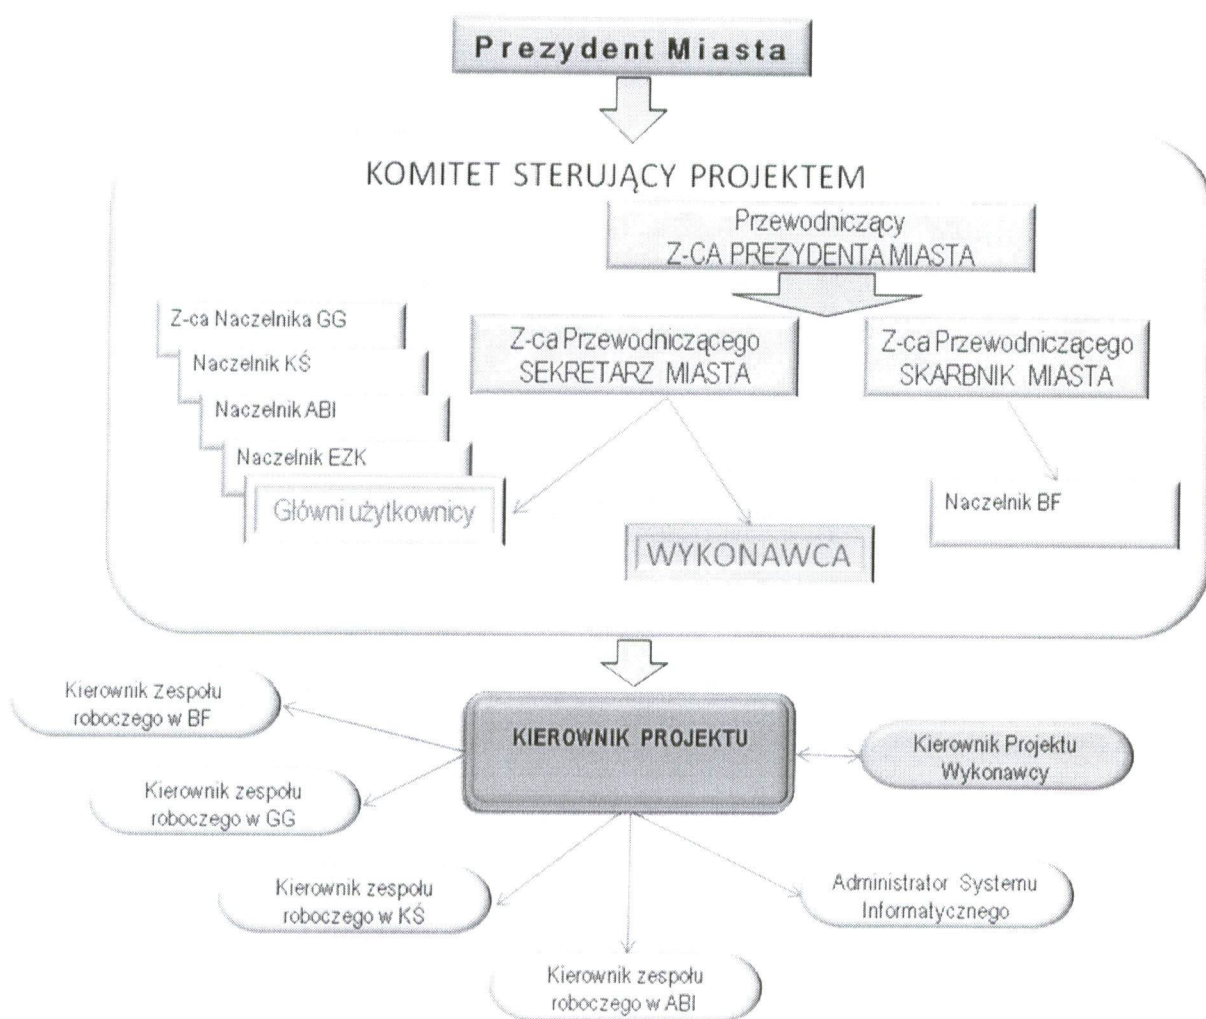 Prezydent Miasta
KOMITET STERUJĄCY PROJEKTEM
Przewodniczący
Z-CA PREZYDENTA MIASTA
Z-ca Naczelnika GG
Naczelnik KŚ
Naczelnik ABI
Naczelnik EZK
Główni użytkownicy
Z-ca Przewodniczącego
SEKRETARZ MIASTA
Z-ca Przewodniczącego
SKARBNIK MIASTA
WYKONAWCA
Naczelnik BF
KIEROWNIK PROJEKTU
Kierownik Zespołu
roboczego w BF
Kierownik zespołu
roboczego w GG
Kierownik zespołu
roboczego w KŚ
Kierownik zespołu
roboczego w ABI
Administrator Systemu
Informatycznego
Kierownik Projektu
Wykonawcy